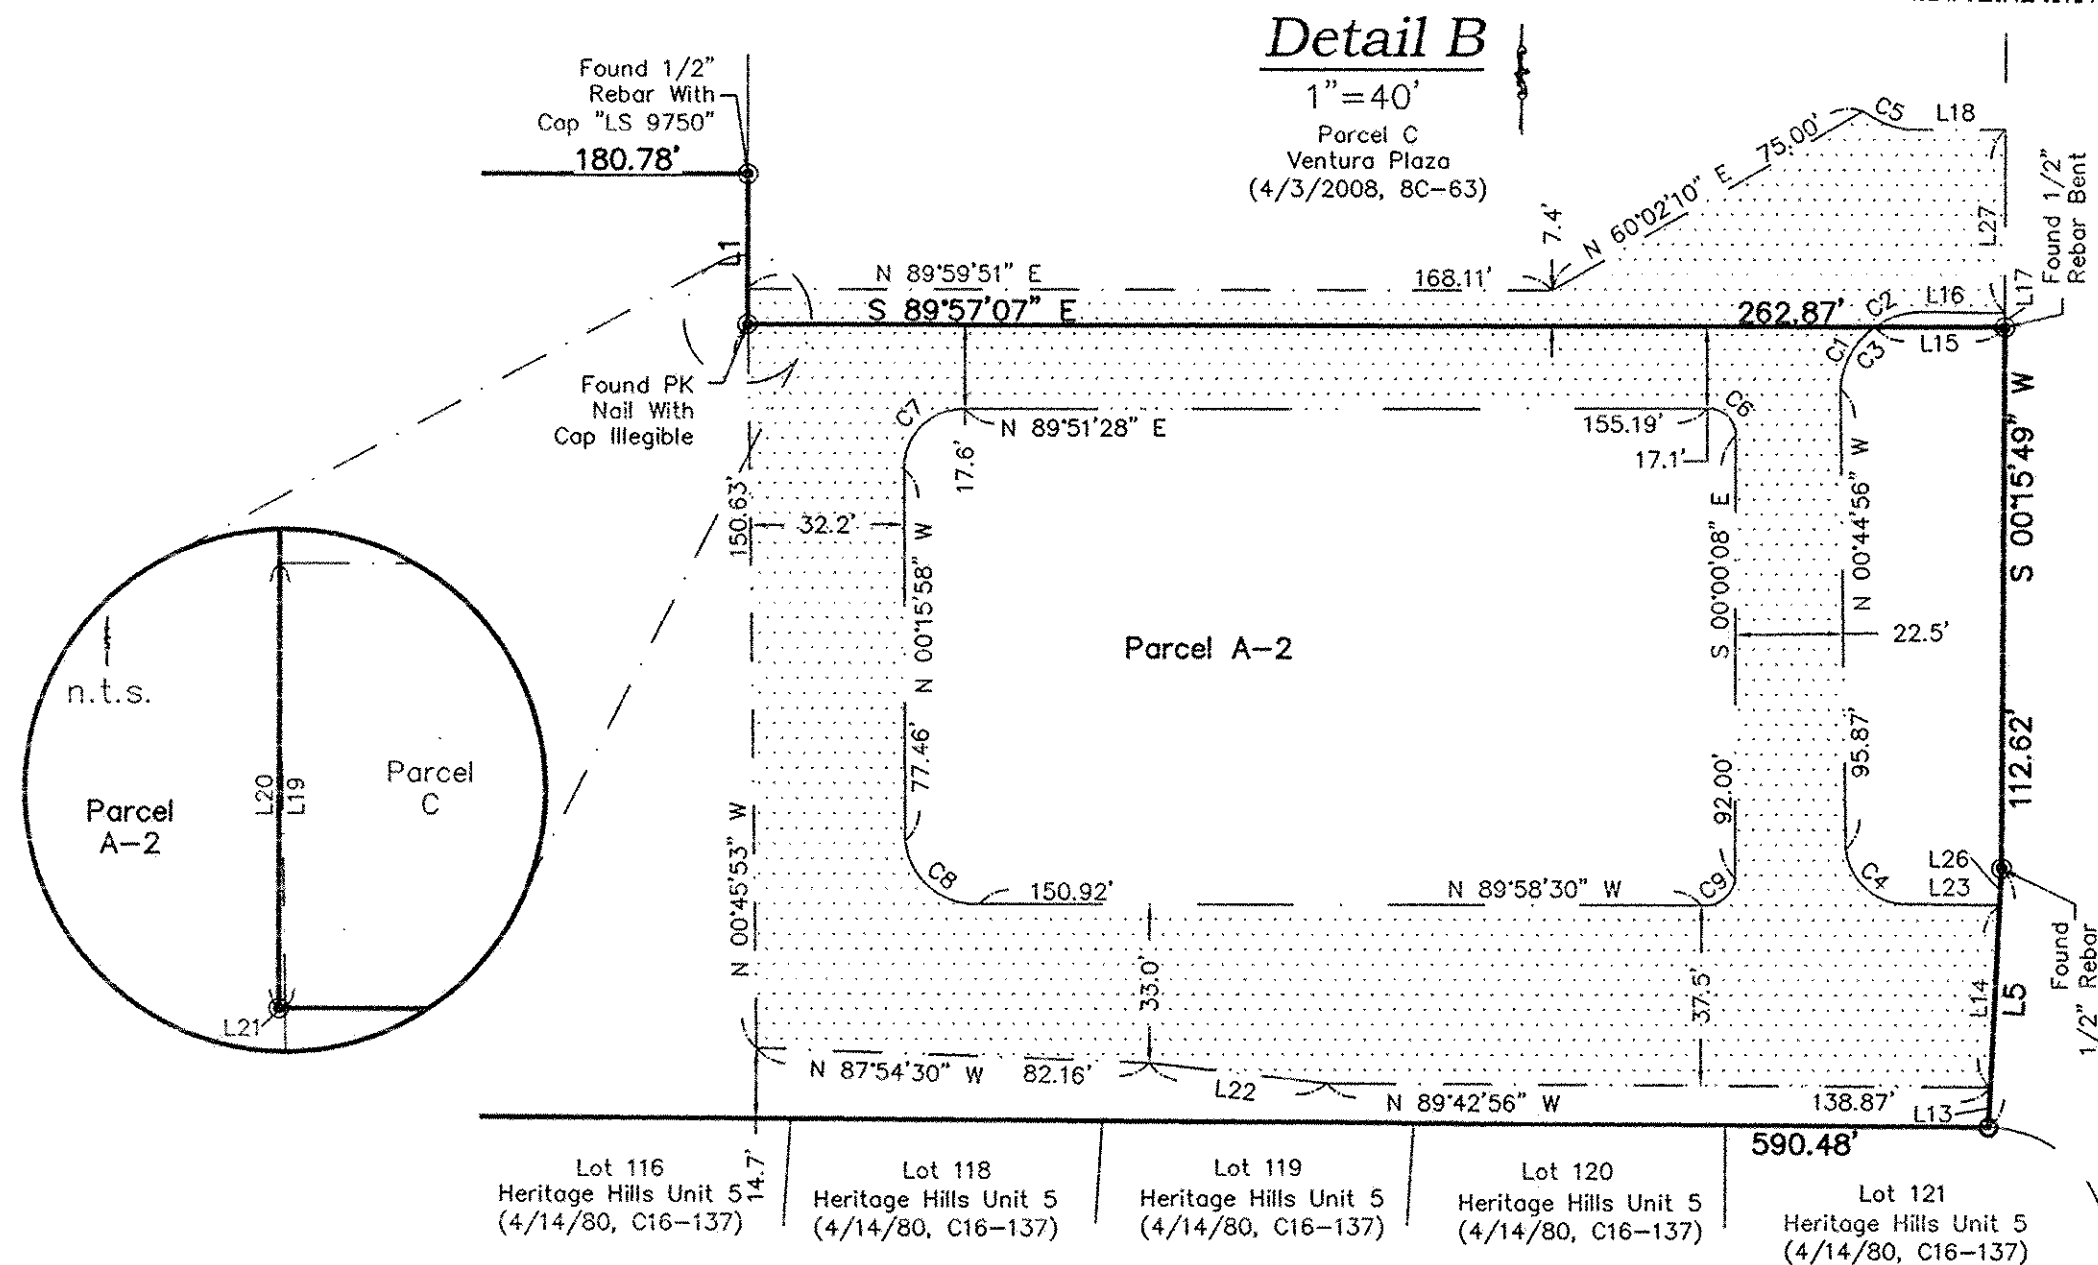 Detail B
1"=40'
Parcel C
Ventura Plaza
(4/3/2008, 8C-63)
Found 1/2"
Rebar With
Cap "LS 9750"
180.78'
L1
C5
L18
75.00'
N 60°02'10" E
7.4'
L27
L17
Found 1/2"
Rebar Bent
N 89°59'51" E
168.11'
S 89°57'07" E
262.87'
C2
L16
C1
C3
L15
Found PK
Nail With
Cap Illegible
C7
N 89°51'28" E
155.19'
C6
17.6'
17.1'
150.63'
32.2'
N 00°15'58" W
77.46'
S 00°00'08" E
92.00'
N 00°44'56" W
95.87'
22.5'
S 00°15'49" W
112.62'
Parcel A-2
n.t.s.
L20
L19
Parcel
A-2
Parcel
C
L21
N 00°45'53" W
C8
150.92'
N 89°58'30" W
C9
C4
L26
L23
Found
1/2" Rebar
33.0'
37.5'
L14
L5
N 87°54'30" W
82.16'
L22
N 89°42'56" W
138.87'
L13
590.48'
14.7'
Lot 116
Heritage Hills Unit 5
(4/14/80, C16-137)
Lot 118
Heritage Hills Unit 5
(4/14/80, C16-137)
Lot 119
Heritage Hills Unit 5
(4/14/80, C16-137)
Lot 120
Heritage Hills Unit 5
(4/14/80, C16-137)
Lot 121
Heritage Hills Unit 5
(4/14/80, C16-137)